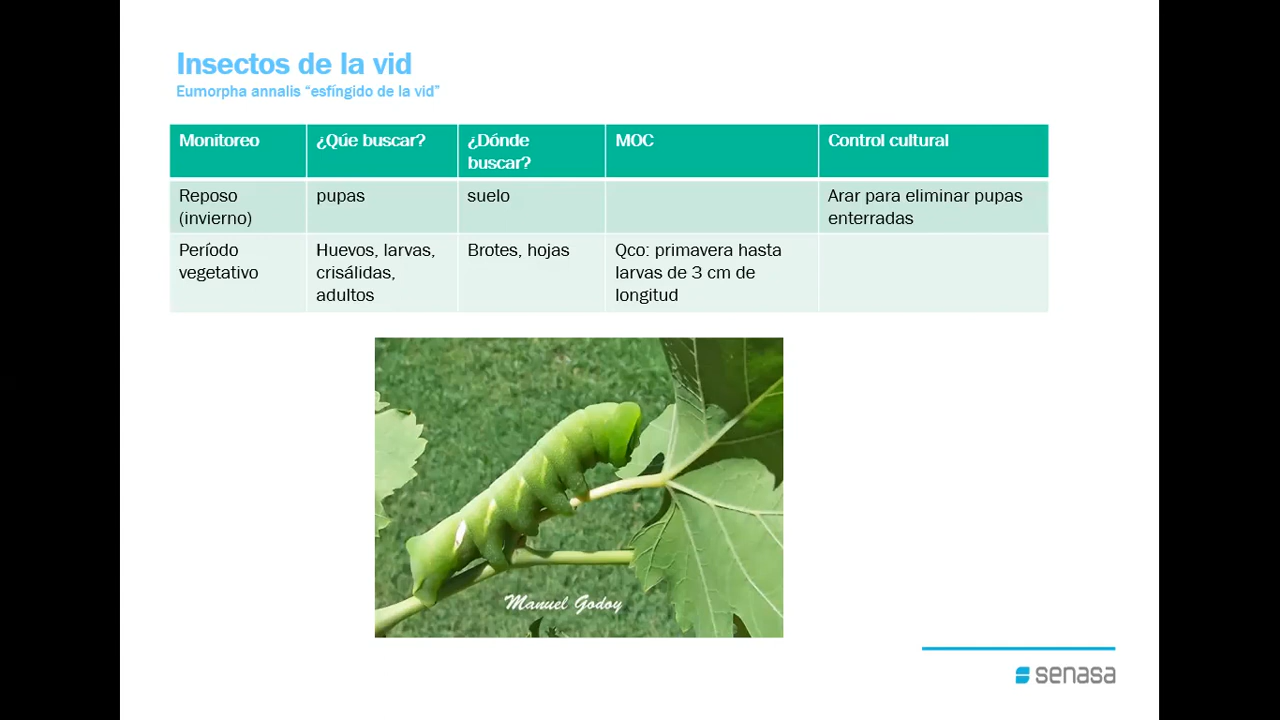 Insectos de la vid
Eumorpha annalis “esfíngido de la vid”
Monitoreo
¿Qúe buscar?
¿Dónde
buscar?
MOC
Control cultural
Reposo
(invierno)
pupas
suelo
Arar para eliminar pupas
enterradas
Período
vegetativo
Huevos, larvas,
crisálidas,
adultos
Brotes, hojas
Qco: primavera hasta
larvas de 3 cm de
longitud
Manuel Godoy
senasa